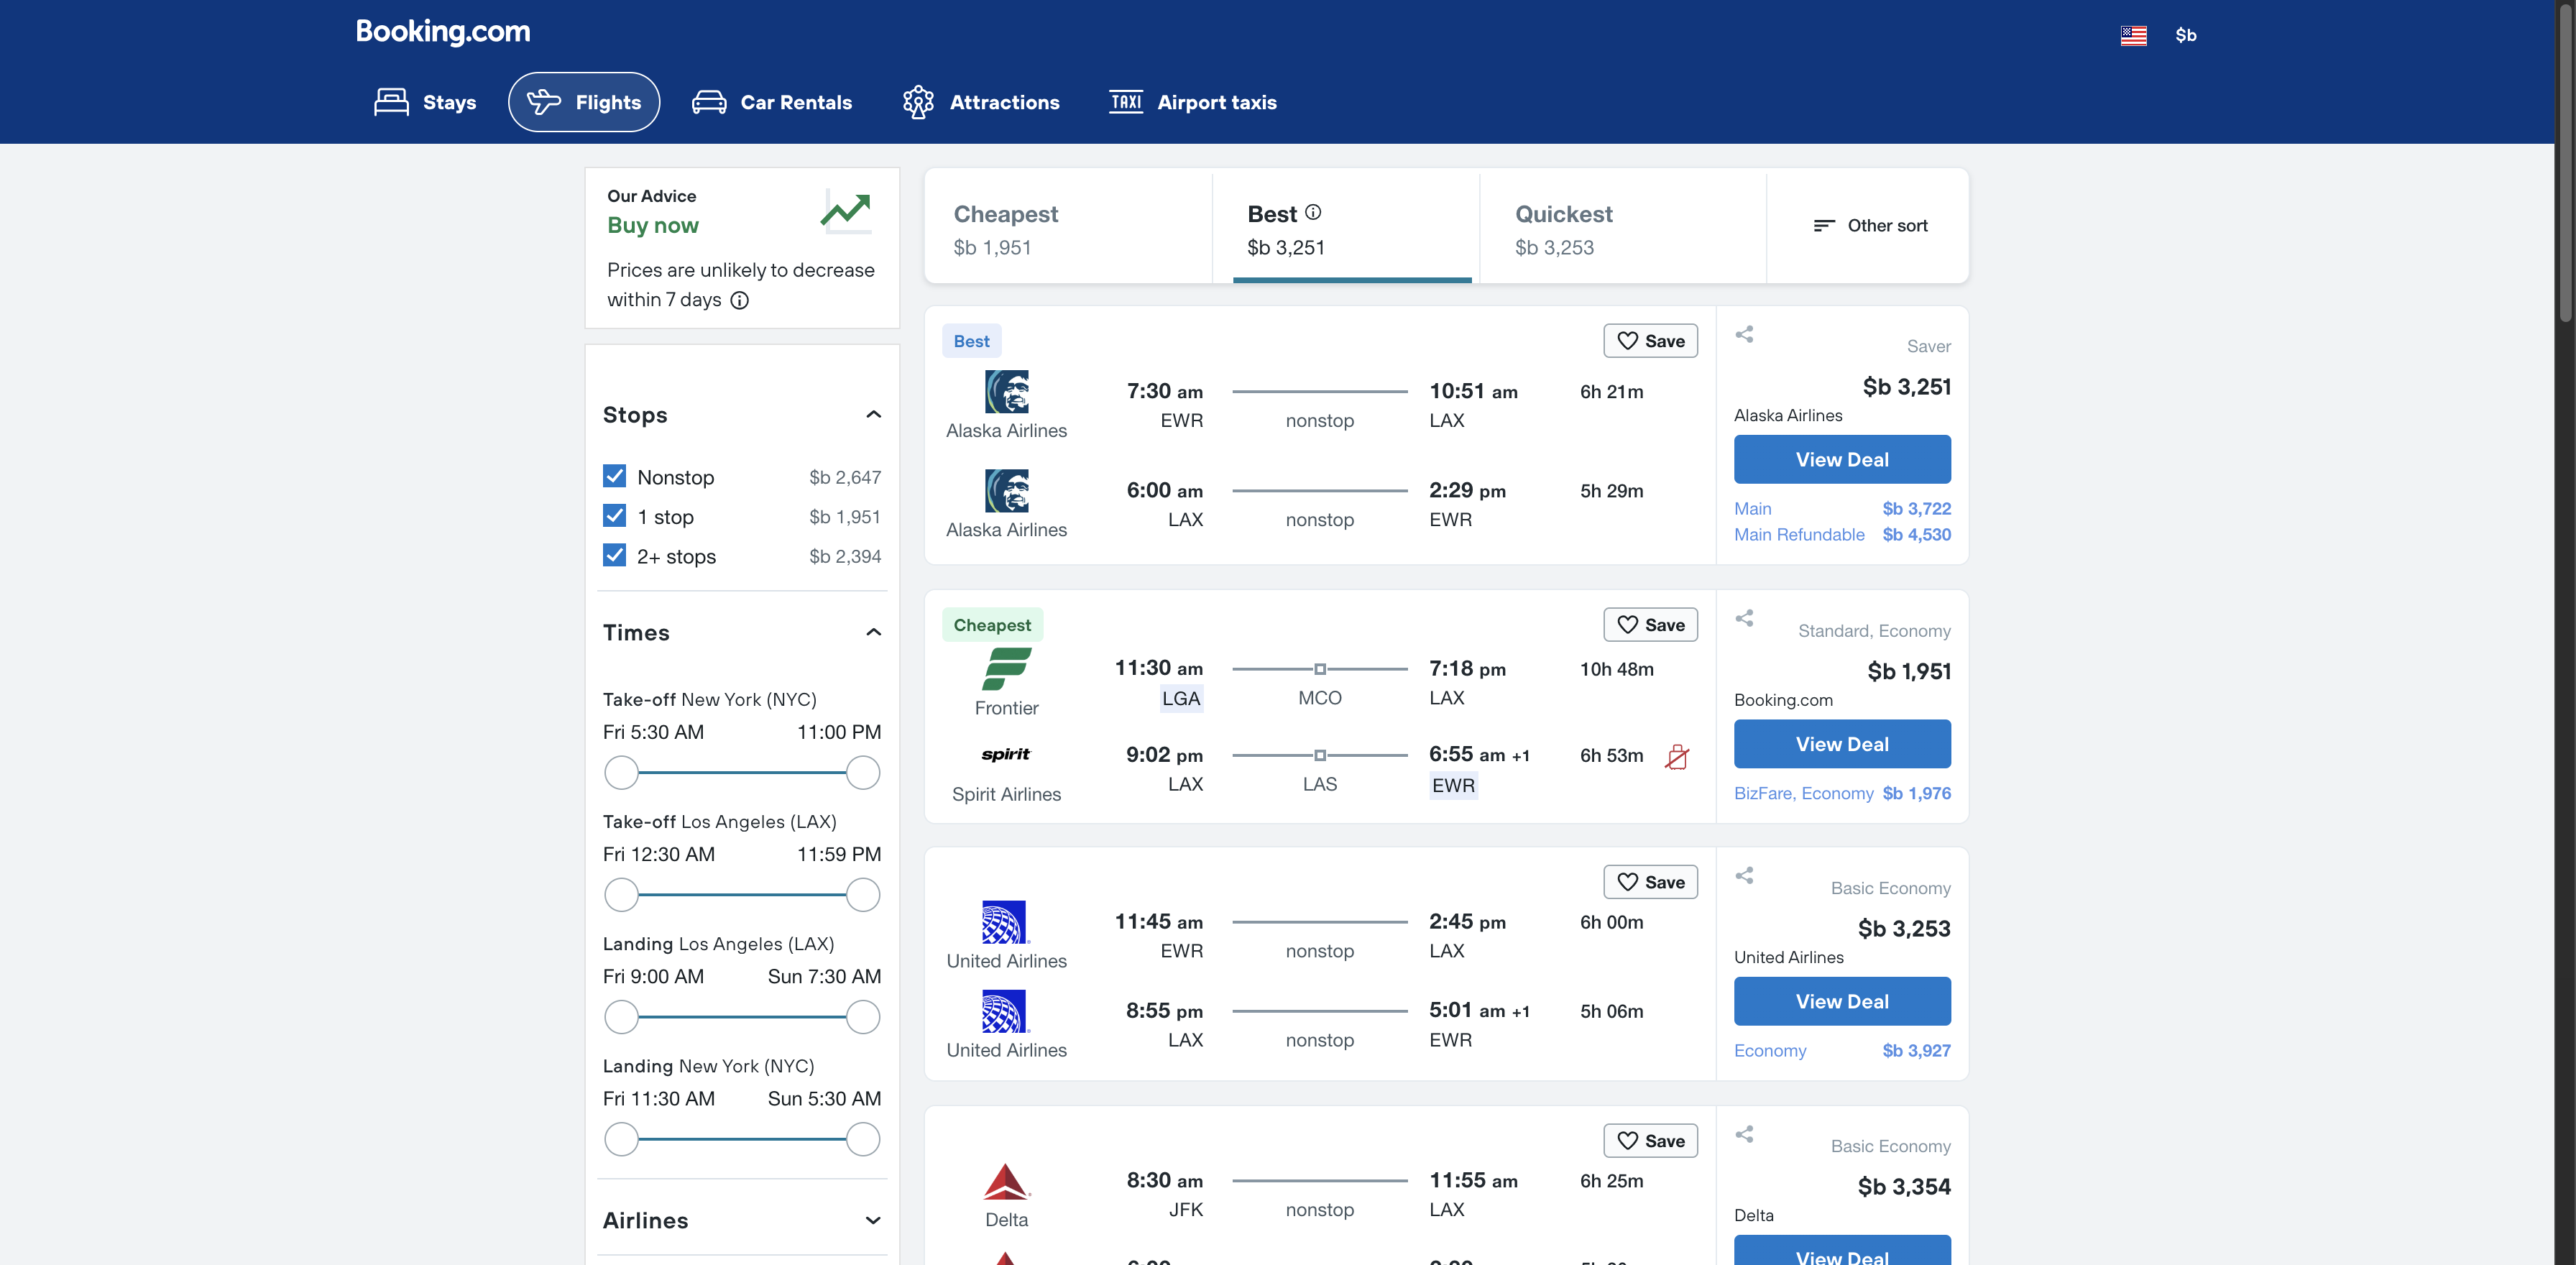 Booking.com
$b
Stays
Flights
Car Rentals
Attractions
TAXI
Airport taxis
Our Advice
Buy now
Prices are unlikely to decrease
within 7 days
Stops
Nonstop $b 2,647
1 stop $b 1,951
2+ stops $b 2,394
Times
Take-off New York (NYC)
Fri 5:30 AM 11:00 PM
Take-off Los Angeles (LAX)
Fri 12:30 AM 11:59 PM
Landing Los Angeles (LAX)
Fri 9:00 AM Sun 7:30 AM
Landing New York (NYC)
Fri 11:30 AM Sun 5:30 AM
Airlines
Cheapest
$b 1,951
Best
$b 3,251
Quickest
$b 3,253
Other sort
Best
Save
Alaska Airlines
7:30 am
EWR
nonstop
10:51 am
LAX
6h 21m
Alaska Airlines
6:00 am
LAX
nonstop
2:29 pm
EWR
5h 29m
Saver
$b 3,251
Alaska Airlines
View Deal
Main $b 3,722
Main Refundable $b 4,530
Cheapest
Save
Frontier
11:30 am
LGA
MCO
7:18 pm
LAX
10h 48m
spirit
Spirit Airlines
9:02 pm
LAX
LAS
6:55 am +1
EWR
6h 53m
Standard, Economy
$b 1,951
Booking.com
View Deal
BizFare, Economy $b 1,976
Save
United Airlines
11:45 am
EWR
nonstop
2:45 pm
LAX
6h 00m
United Airlines
8:55 pm
LAX
nonstop
5:01 am +1
EWR
5h 06m
Basic Economy
$b 3,253
United Airlines
View Deal
Economy $b 3,927
Save
Delta
8:30 am
JFK
nonstop
11:55 am
LAX
6h 25m
Basic Economy
$b 3,354
Delta
View Deal